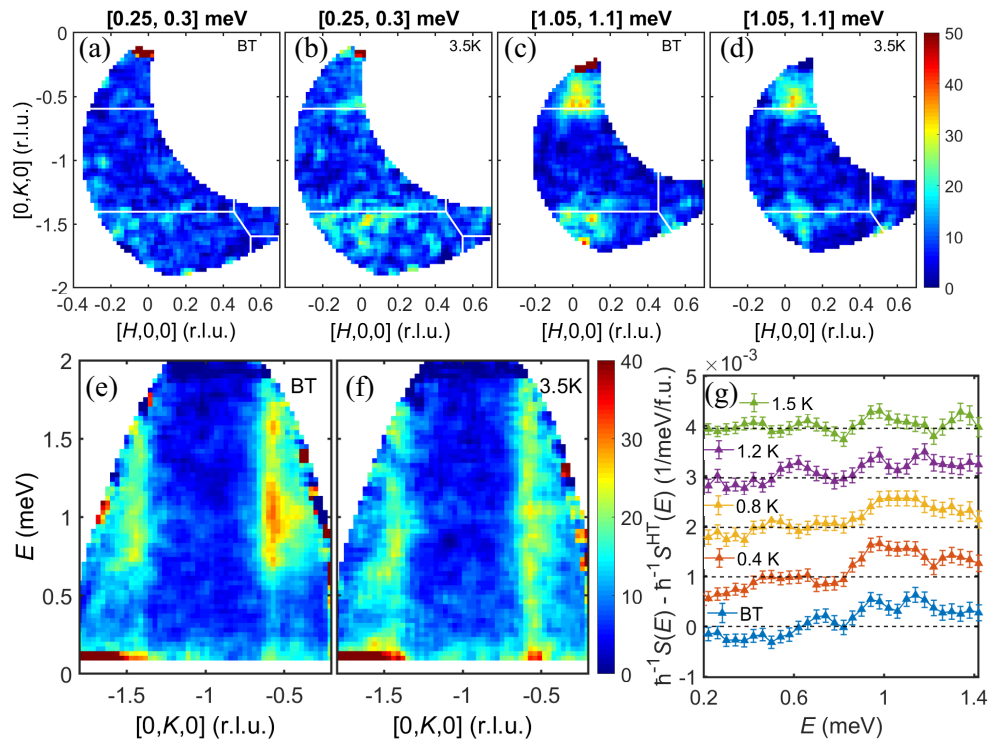 [0.25, 0.3] meV [0.25, 0.3] meV [1.05, 1.1] meV [1.05, 1.1] meV
(a) BT (b) 3.5K (c) BT (d) 3.5K
[0,K,0] (r.l.u.)
0
-0.5
-1
-1.5
-2
50
40
30
20
10
0
-0.4 -0.2 0 0.2 0.4 0.6 -0.2 0 0.2 0.4 0.6 -0.2 0 0.2 0.4 0.6 -0.2 0 0.2 0.4 0.6
[H,0,0] (r.l.u.) [H,0,0] (r.l.u.) [H,0,0] (r.l.u.) [H,0,0] (r.l.u.)
(e) BT (f) 3.5K
E (meV)
2
1.5
1
0.5
0
-1.5 -1 -0.5 -1.5 -1 -0.5
[0,K,0] (r.l.u.) [0,K,0] (r.l.u.)
40
30
20
10
0
ħ⁻¹S(E) - ħ⁻¹S^HT(E) (1/meV/f.u.)
× 10⁻³
(g)
5
4
3
2
1
0
-1
1.5 K
1.2 K
0.8 K
0.4 K
BT
0.2 0.6 1 1.4
E (meV)